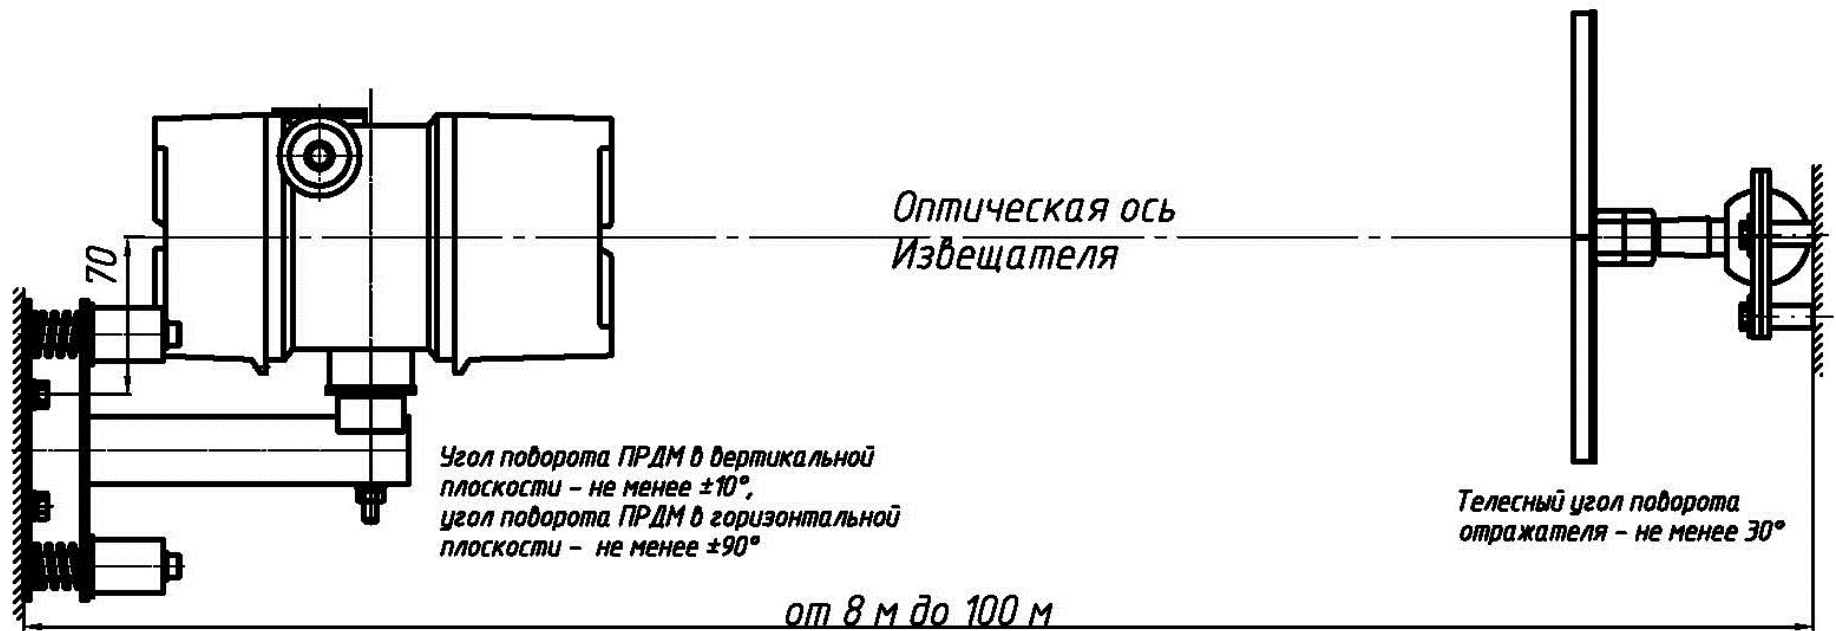 Оптическая ось
Извещателя
70
Угол поворота ПРДМ в вертикальной
плоскости – не менее ±10°,
угол поворота ПРДМ в горизонтальной
плоскости – не менее ±90°
Телесный угол поворота
отражателя – не менее 30°
от 8 м до 100 м